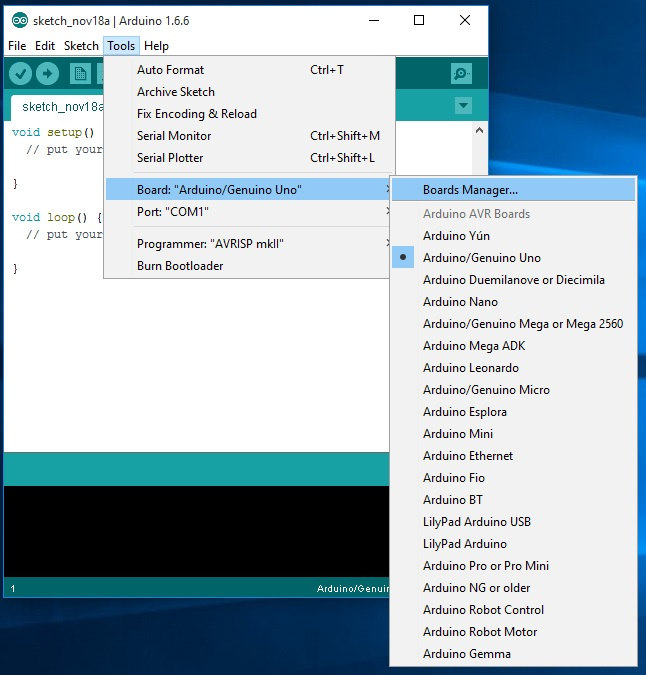 sketch_nov18a | Arduino 1.6.6
File Edit Sketch Tools Help
sketch_nov18a
void setup()
// put your
}
void loop() {
// put your
}
Auto Format Ctrl+T
Archive Sketch
Fix Encoding & Reload
Serial Monitor Ctrl+Shift+M
Serial Plotter Ctrl+Shift+L
Board: "Arduino/Genuino Uno"
Port: "COM1"
Programmer: "AVRISP mkII"
Burn Bootloader
Boards Manager...
Arduino AVR Boards
Arduino Yún
Arduino/Genuino Uno
Arduino Duemilanove or Diecimila
Arduino Nano
Arduino/Genuino Mega or Mega 2560
Arduino Mega ADK
Arduino Leonardo
Arduino/Genuino Micro
Arduino Esplora
Arduino Mini
Arduino Ethernet
Arduino Fio
Arduino BT
LilyPad Arduino USB
LilyPad Arduino
Arduino Pro or Pro Mini
Arduino NG or older
Arduino Robot Control
Arduino Robot Motor
Arduino Gemma
1 Arduino/Genuin